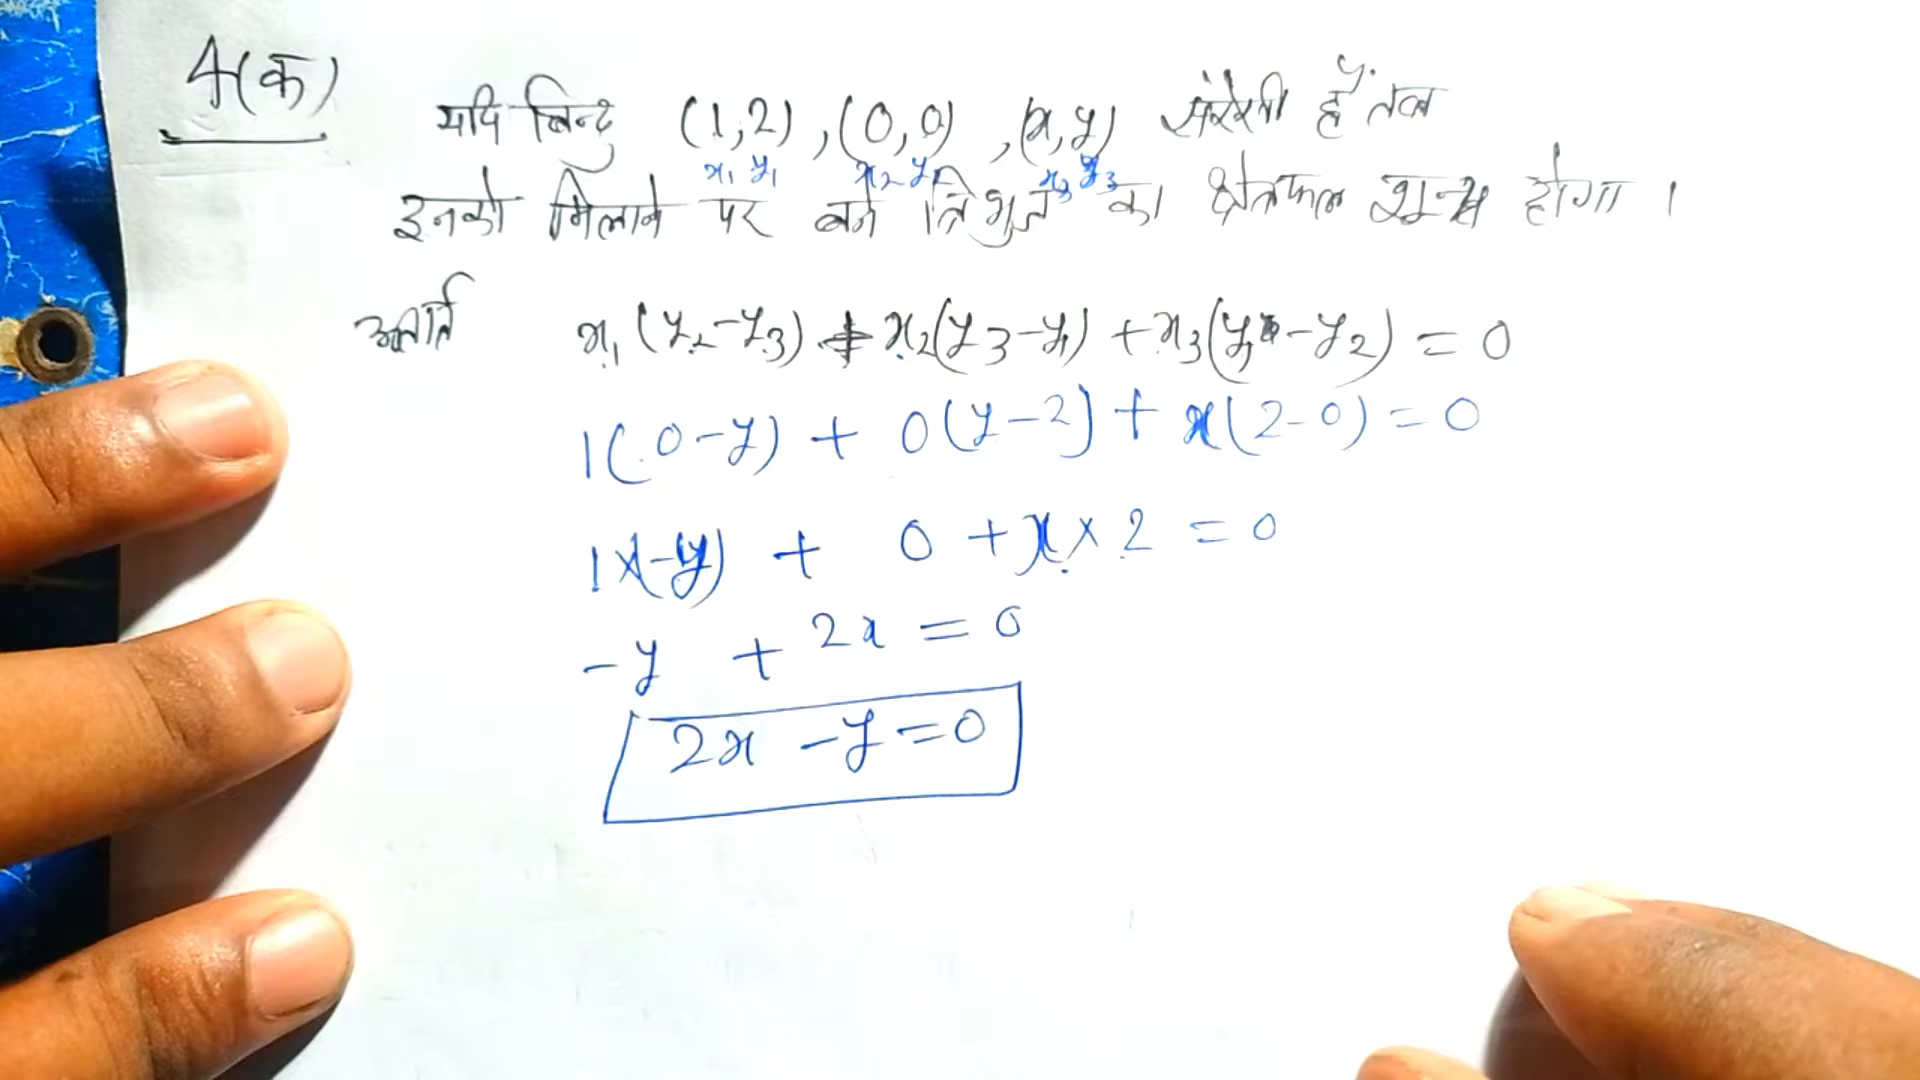 4(क)
यदि बिन्दु (1,2), (0,0), (x,y) संरेखी हैं तब
x₁ y₁ x₂ y₂ x₃ y₃
इनको मिलाने पर बने त्रिभुज का क्षेत्रफल शून्य होगा।
अर्थात x₁(y₂-y₃) + x₂(y₃-y₁) + x₃(y₁-y₂) = 0
1(0-y) + 0(y-2) + x(2-0) = 0
1×(-y) + 0 + x×2 = 0
-y + 2x = 0
2x - y = 0